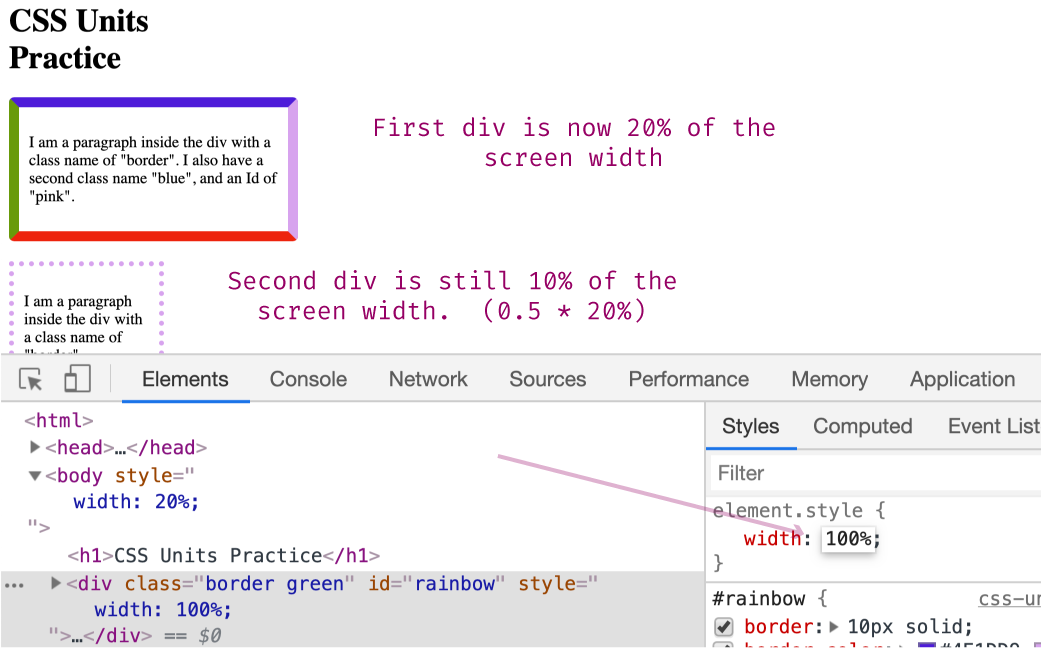 CSS Units
Practice
First div is now 20% of the
screen width
I am a paragraph inside the div with a
class name of "border". I also have a
second class name "blue", and an Id of
"pink".
Second div is still 10% of the
screen width. (0.5 * 20%)
I am a paragraph
inside the div with
a class name of
Elements Console Network Sources Performance Memory Application
<html>
▶<head>…</head>
▼<body style="
width: 20%;
">
<h1>CSS Units Practice</h1>
… ▶<div class="border green" id="rainbow" style="
width: 100%;
">…</div> == $0
Styles Computed Event List
Filter
element.style {
width: 100%;
}
#rainbow { css-un
border:▶ 10px solid;